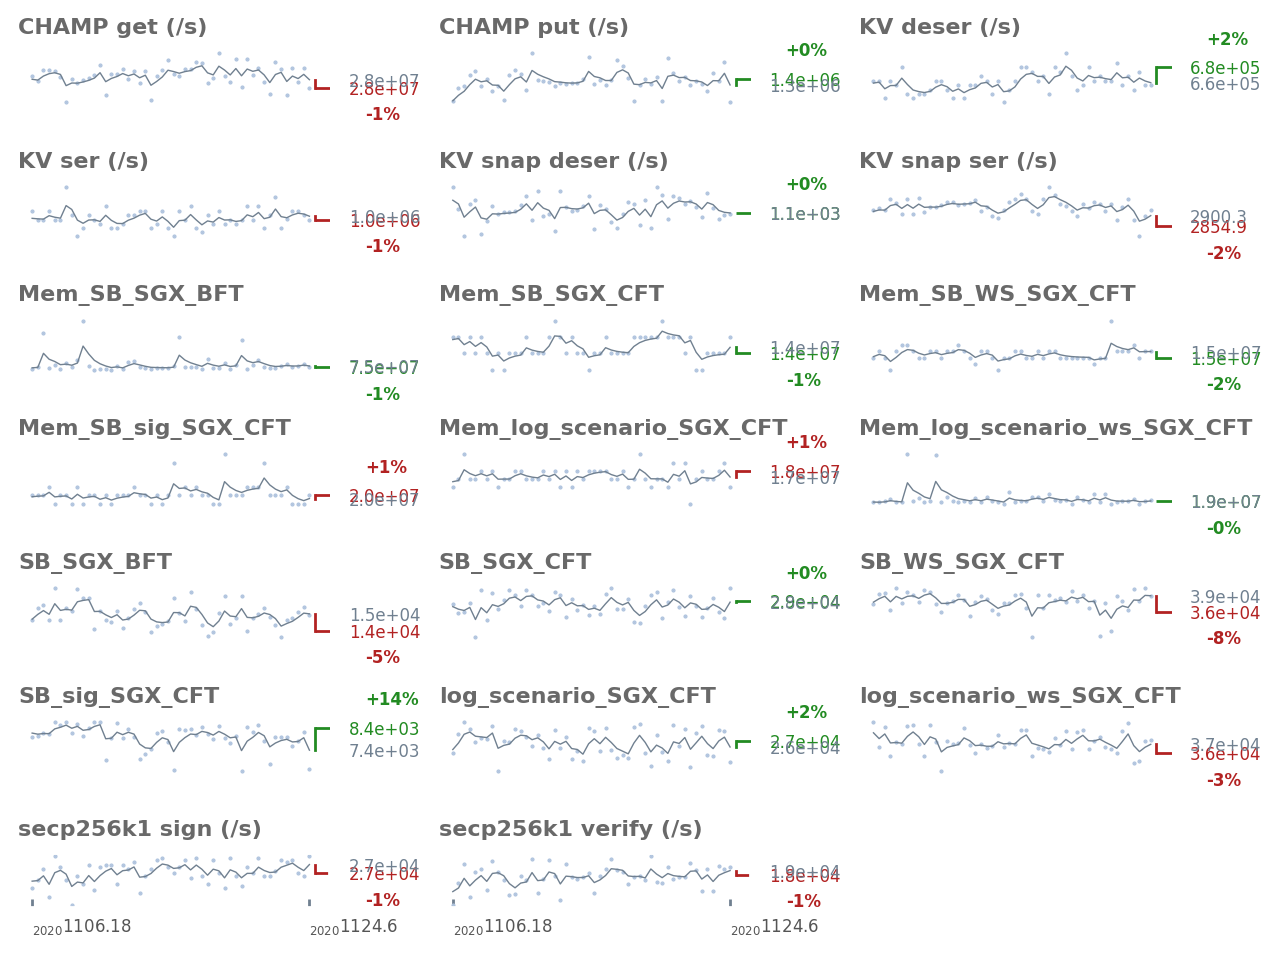 CHAMP get (/s)
2.8e+07
2.8e+07
-1%
CHAMP put (/s)
+0%
1.4e+06
1.3e+06
KV deser (/s)
+2%
6.8e+05
6.6e+05
KV ser (/s)
1.0e+06
1.0e+06
-1%
KV snap deser (/s)
+0%
1.1e+03
KV snap ser (/s)
2900.3
2854.9
-2%
Mem_SB_SGX_BFT
7.5e+07
-1%
Mem_SB_SGX_CFT
1.4e+07
1.4e+07
-1%
Mem_SB_WS_SGX_CFT
1.5e+07
1.5e+07
-2%
Mem_SB_sig_SGX_CFT
+1%
2.0e+07
2.0e+07
Mem_log_scenario_SGX_CFT
+1%
1.8e+07
1.7e+07
Mem_log_scenario_ws_SGX_CFT
1.9e+07
-0%
SB_SGX_BFT
1.5e+04
1.4e+04
-5%
SB_SGX_CFT
+0%
2.9e+04
SB_WS_SGX_CFT
3.9e+04
3.6e+04
-8%
SB_sig_SGX_CFT
+14%
8.4e+03
7.4e+03
log_scenario_SGX_CFT
+2%
2.7e+04
2.6e+04
log_scenario_ws_SGX_CFT
3.7e+04
3.6e+04
-3%
secp256k1 sign (/s)
2.7e+04
2.7e+04
-1%
2020 1106.18
2020 1124.6
secp256k1 verify (/s)
1.9e+04
1.8e+04
-1%
2020 1106.18
2020 1124.6